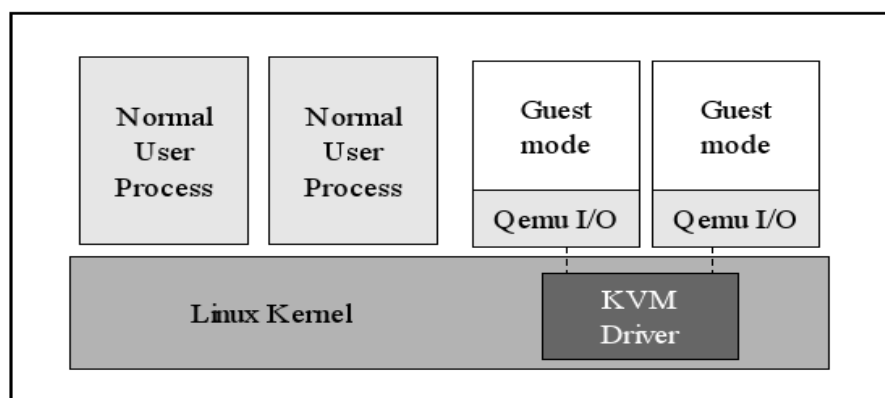 Normal
User
Process
Normal
User
Process
Guest
mode
Qemu I/O
Guest
mode
Qemu I/O
Linux Kernel
KVM
Driver